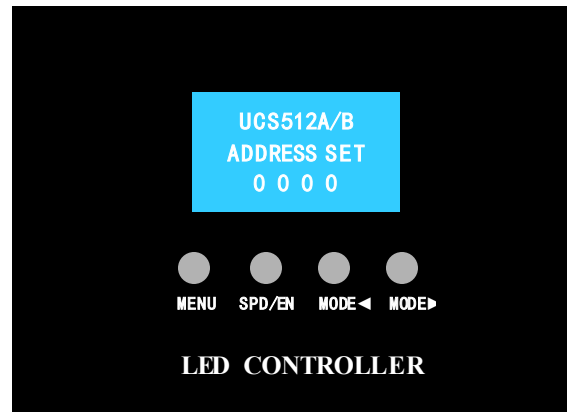 UCS512A/B
ADDRESS SET
0 0 0 0
MENU SPD/EN MODE◄ MODE►
LED CONTROLLER